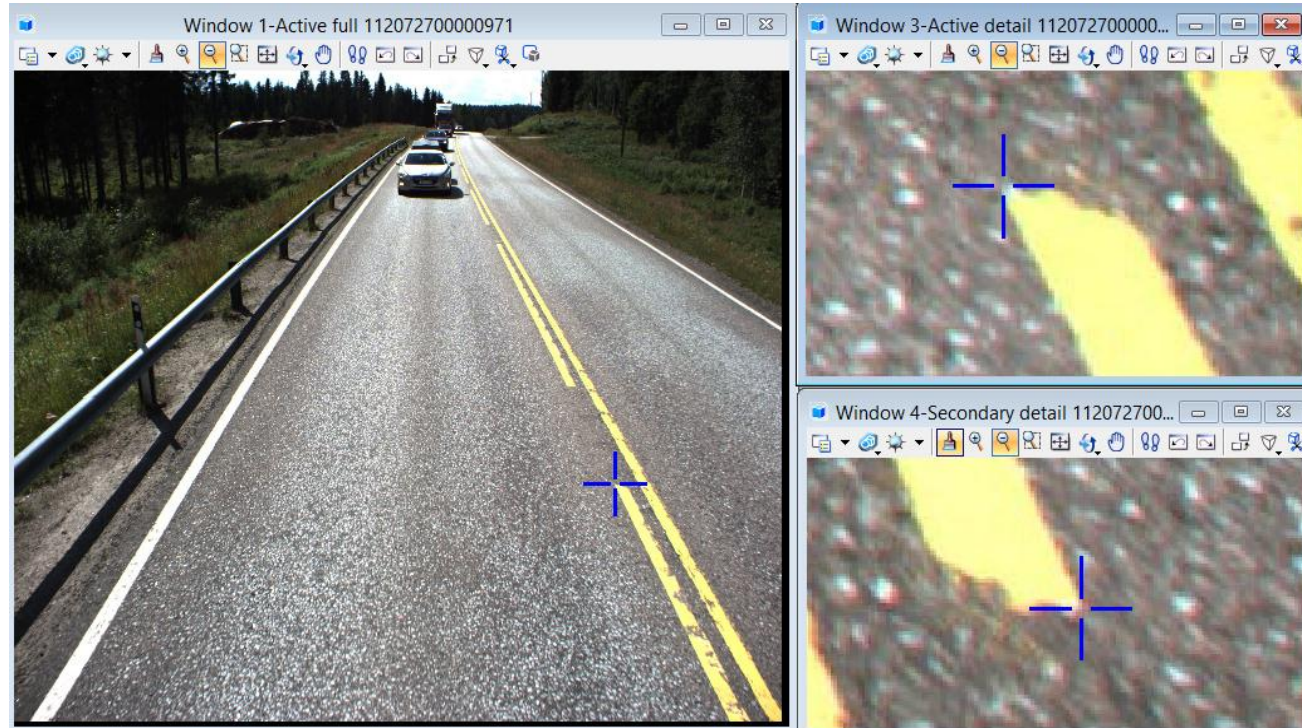 Window 1-Active full 112072700000971
Window 3-Active detail 112072700000...
Window 4-Secondary detail 112072700...